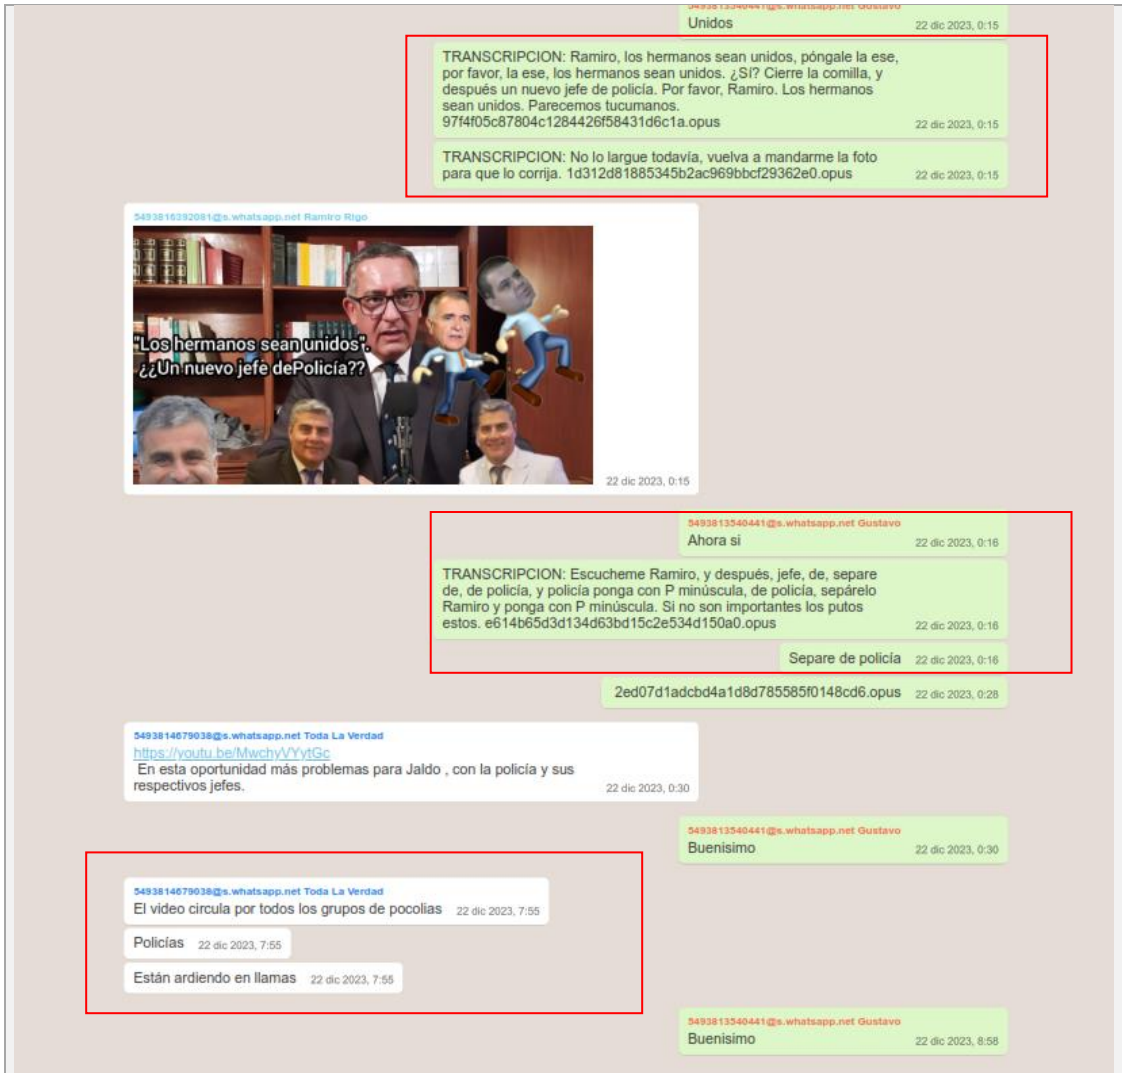 5493813540441@s.whatsapp.net Gustavo
Unidos 22 dic 2023, 0:15
TRANSCRIPCION: Ramiro, los hermanos sean unidos, póngale la ese,
por favor, la ese, los hermanos sean unidos. ¿Sí? Cierre la comilla, y
después un nuevo jefe de policía. Por favor, Ramiro. Los hermanos
sean unidos. Parecemos tucumanos.
97f4f05c87804c1284426f58431d6c1a.opus 22 dic 2023, 0:15
TRANSCRIPCION: No lo largue todavía, vuelva a mandarme la foto
para que lo corrija. 1d312d81885345b2ac969bbcf29362e0.opus 22 dic 2023, 0:15
5493816392081@s.whatsapp.net Ramiro Rigo
"Los hermanos sean unidos".
¿¿Un nuevo jefe dePolicía??
22 dic 2023, 0:15
5493813540441@s.whatsapp.net Gustavo
Ahora si 22 dic 2023, 0:16
TRANSCRIPCION: Escucheme Ramiro, y después, jefe, de, separe
de, de policía, y policía ponga con P minúscula, de policía, sepárelo
Ramiro y ponga con P minúscula. Si no son importantes los putos
estos. e614b65d3d134d63bd15c2e534d150a0.opus 22 dic 2023, 0:16
Separe de policía 22 dic 2023, 0:16
2ed07d1adcbd4a1d8d785585f0148cd6.opus 22 dic 2023, 0:28
5493814679038@s.whatsapp.net Toda La Verdad
https://youtu.be/MwchyVYytGc
En esta oportunidad más problemas para Jaldo , con la policía y sus
respectivos jefes. 22 dic 2023, 0:30
5493813540441@s.whatsapp.net Gustavo
Buenisimo 22 dic 2023, 0:30
5493814679038@s.whatsapp.net Toda La Verdad
El video circula por todos los grupos de pocolias 22 dic 2023, 7:55
Policías 22 dic 2023, 7:55
Están ardiendo en llamas 22 dic 2023, 7:55
5493813540441@s.whatsapp.net Gustavo
Buenisimo 22 dic 2023, 8:58